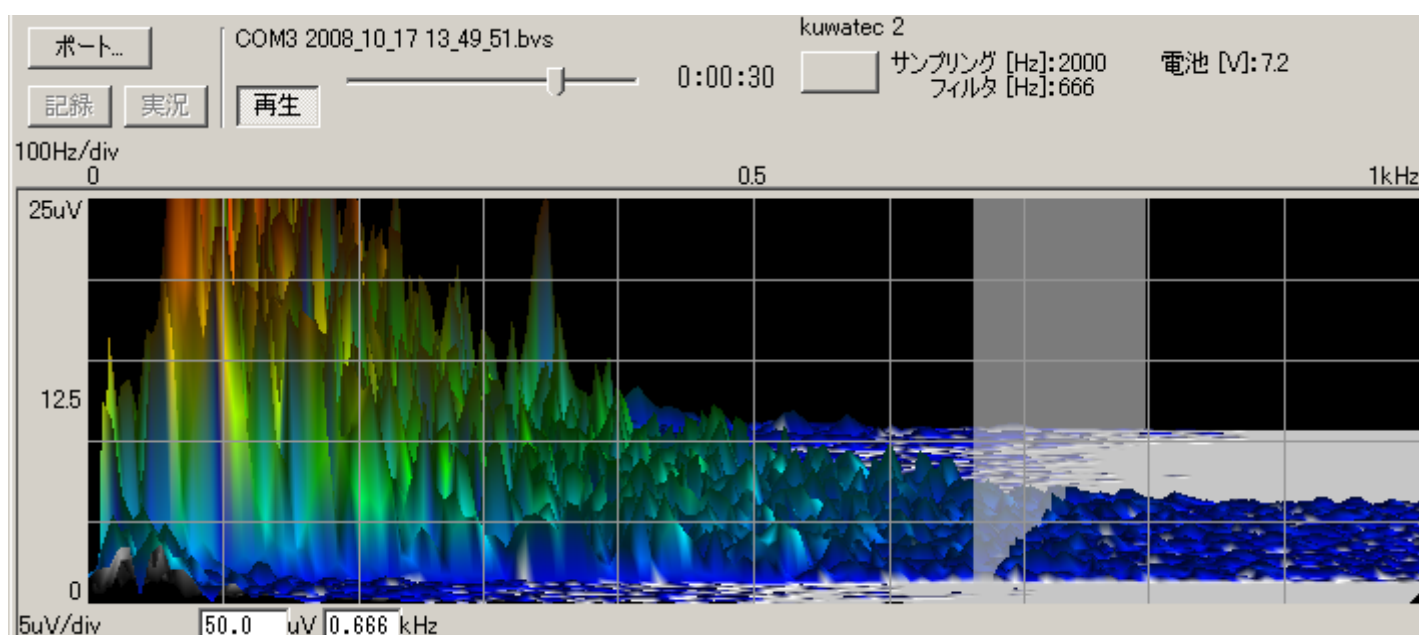 ポート...
COM3 2008_10_17 13_49_51.bvs
kuwatec 2
0:00:30
サンプリング [Hz]:2000
フィルタ [Hz]:666
電池 [V]:7.2
記録 実況 再生
100Hz/div
0 0.5 1kHz
25uV
12.5
0
5uV/div 50.0 uV 0.666 kHz